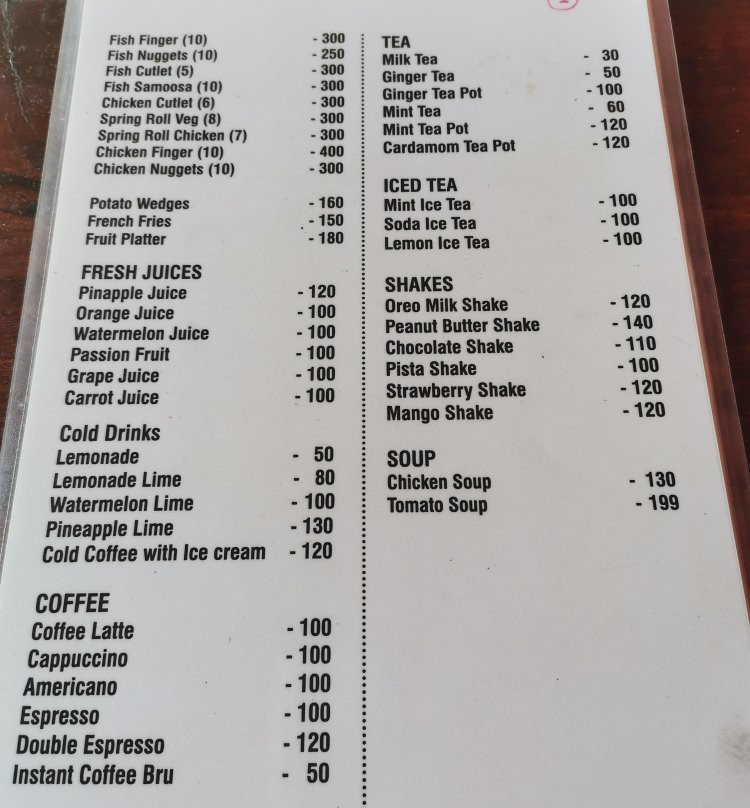 Fish Finger (10) - 300
Fish Nuggets (10) - 250
Fish Cutlet (5) - 300
Fish Samoosa (10) - 300
Chicken Cutlet (6) - 300
Spring Roll Veg (8) - 300
Spring Roll Chicken (7) - 300
Chicken Finger (10) - 400
Chicken Nuggets (10) - 300
Potato Wedges - 160
French Fries - 150
Fruit Platter - 180
FRESH JUICES
Pinapple Juice - 120
Orange Juice - 100
Watermelon Juice - 100
Passion Fruit - 100
Grape Juice - 100
Carrot Juice - 100
Cold Drinks
Lemonade - 50
Lemonade Lime - 80
Watermelon Lime - 100
Pineapple Lime - 130
Cold Coffee with Ice cream - 120
COFFEE
Coffee Latte - 100
Cappuccino - 100
Americano - 100
Espresso - 100
Double Espresso - 120
Instant Coffee Bru - 50
TEA
Milk Tea - 30
Ginger Tea - 50
Ginger Tea Pot - 100
Mint Tea - 60
Mint Tea Pot - 120
Cardamom Tea Pot - 120
ICED TEA
Mint Ice Tea - 100
Soda Ice Tea - 100
Lemon Ice Tea - 100
SHAKES
Oreo Milk Shake - 120
Peanut Butter Shake - 140
Chocolate Shake - 110
Pista Shake - 100
Strawberry Shake - 120
Mango Shake - 120
SOUP
Chicken Soup - 130
Tomato Soup - 199